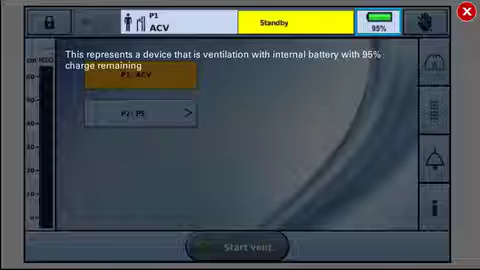 P1
ACV
Standby
95%
This represents a device that is ventilation with internal battery with 95%
charge remaining
P1: ACV
P2: PS
Start vent.